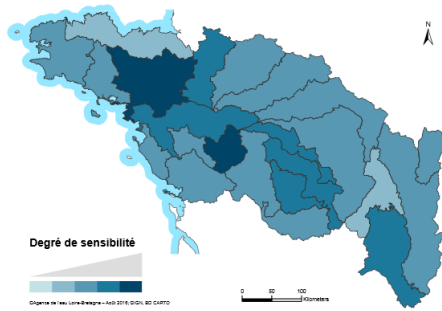 N
Degré de sensibilité
©Agence de l'eau Loire-Bretagne – Août 2016; ©IGN, BD CARTO
0 50 100
Kilometers